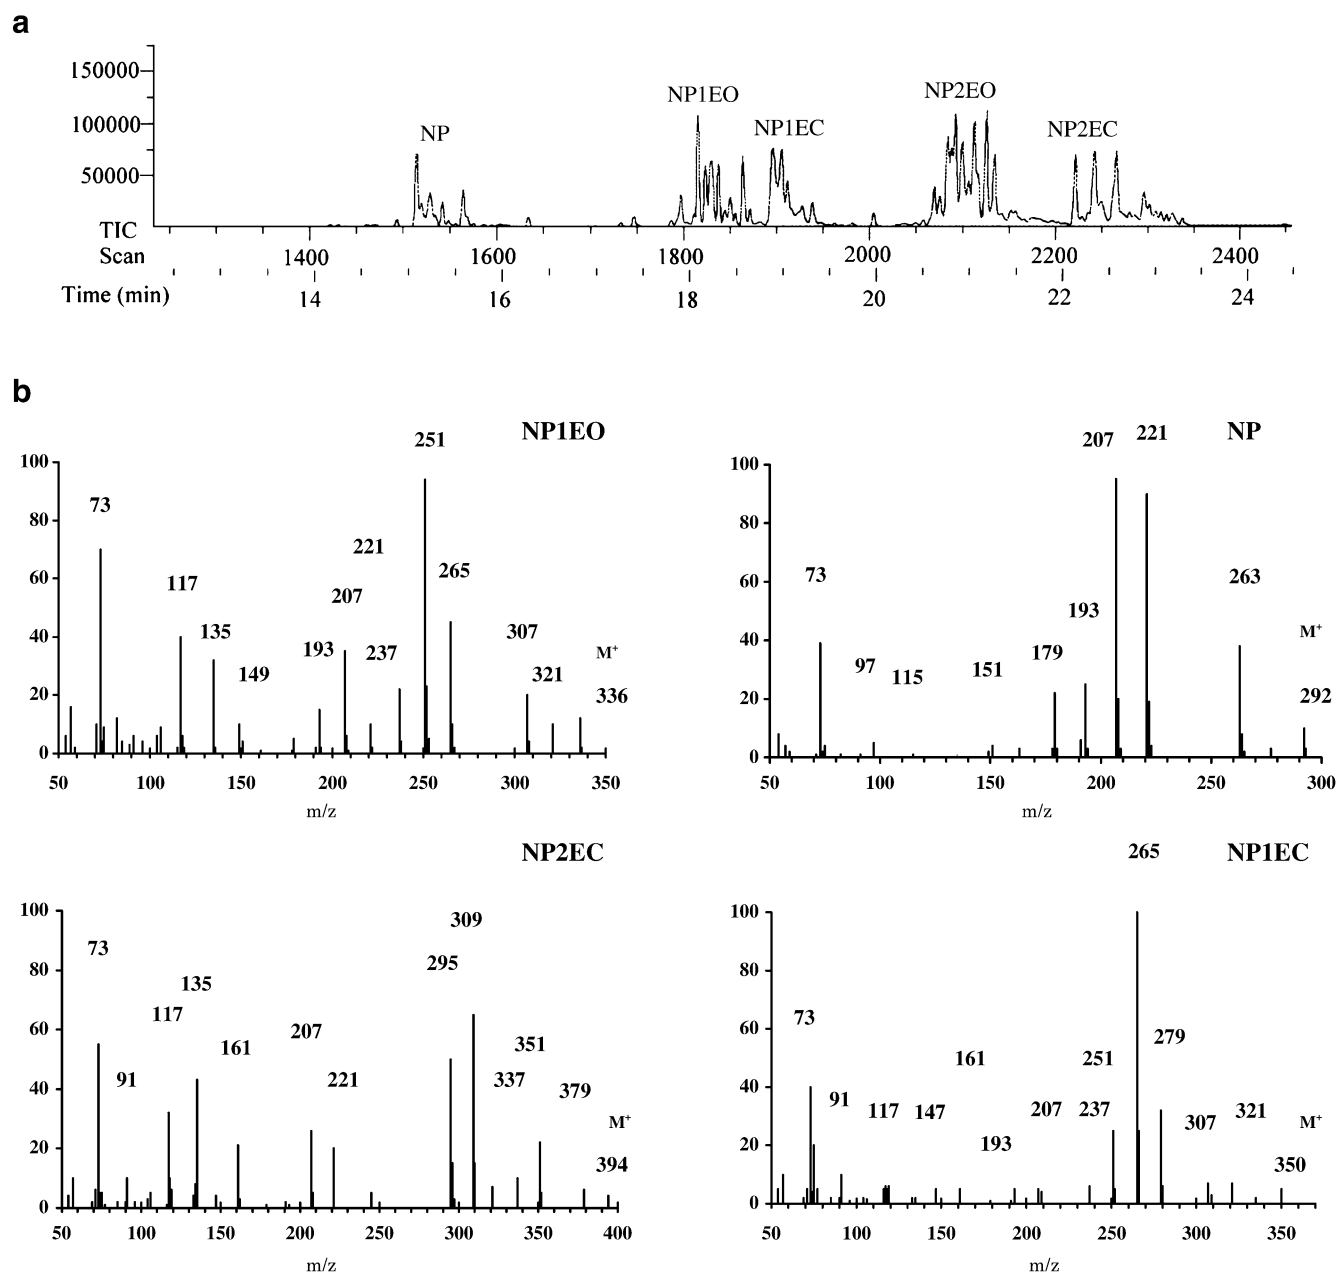 a
150000
100000
50000
TIC
NP
NP1EO
NP1EC
NP2EO
NP2EC
Scan 1400 1600 1800 2000 2200 2400
Time (min) 14 16 18 20 22 24
b
NP1EO
251
100
80
60
40
20
0
73
117
135
149
193
207
221
237
265
307
321
M+
336
50 100 150 200 250 300 350
m/z
NP
207 221
100
80
60
40
20
0
73
97
115
151
179
193
263
M+
292
50 100 150 200 250 300
m/z
NP2EC
100
80
60
40
20
0
73
91
117
135
161
207
221
295
309
337
351
379
M+
394
50 100 150 200 250 300 350 400
m/z
265
NP1EC
100
80
60
40
20
0
73
91
117
147
161
193
207
237
251
279
307
321
M+
350
50 100 150 200 250 300 350
m/z